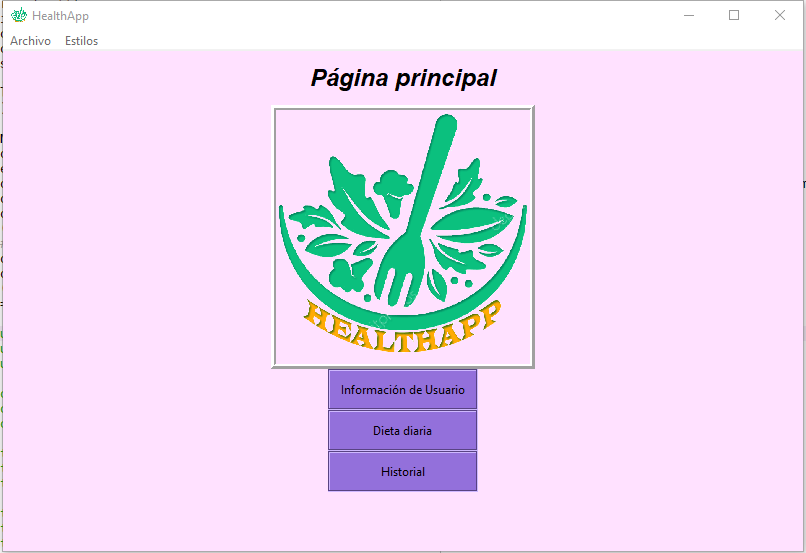 HealthApp
Archivo Estilos
Página principal
HEALTHAPP
Información de Usuario
Dieta diaria
Historial